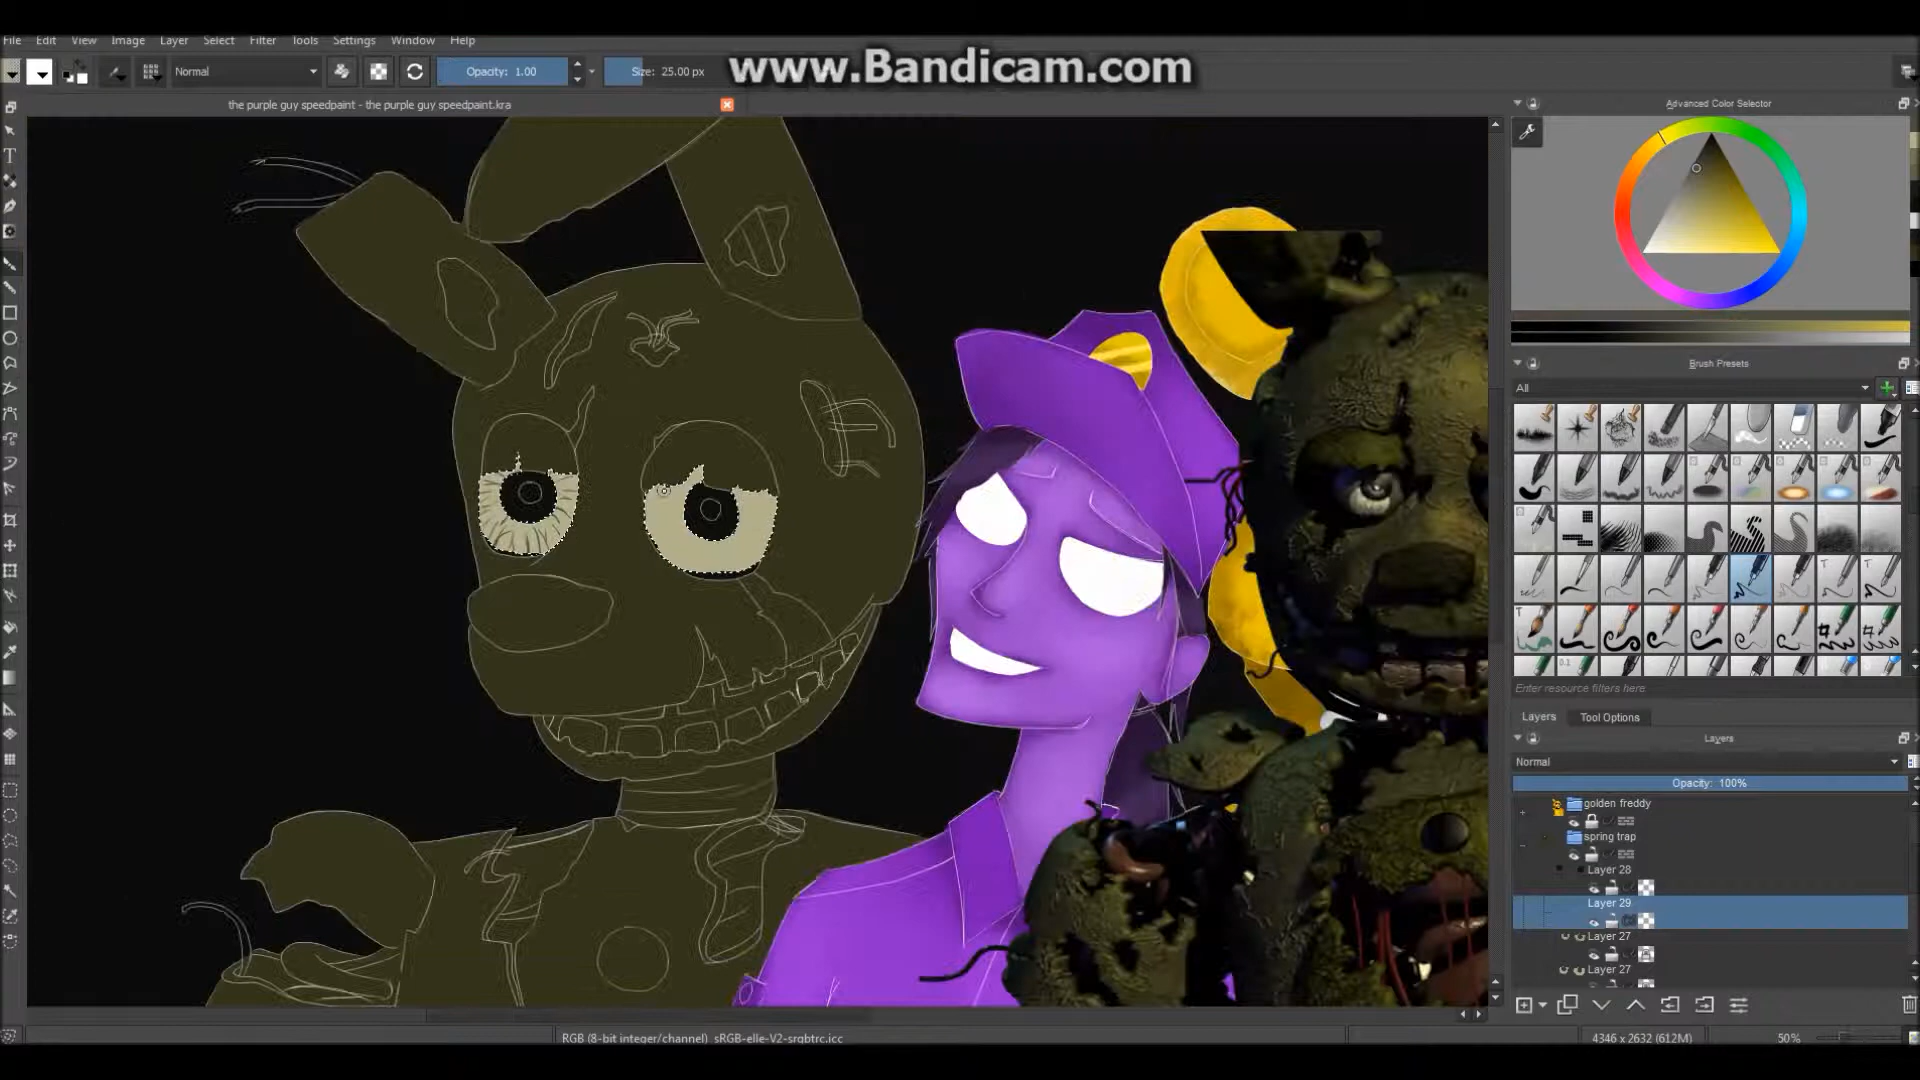 www.Bandicam.com
File Edit View Image Layer Select Filter Tools Settings Window Help
Normal Opacity: 1.00 Size: 25.00 px
the purple guy speedpaint - the purple guy speedpaint.kra
Advanced Color Selector
Brush Presets
All
Enter resource filters here
Layers Tool Options
Layers
Normal
Opacity: 100%
golden freddy
spring trap
Layer 28
Layer 29
Layer 27
Layer 27
RGB (8-bit integer/channel) sRGB-elle-V2-srgbtrc.icc 4346 x 2632 (612M) 50%